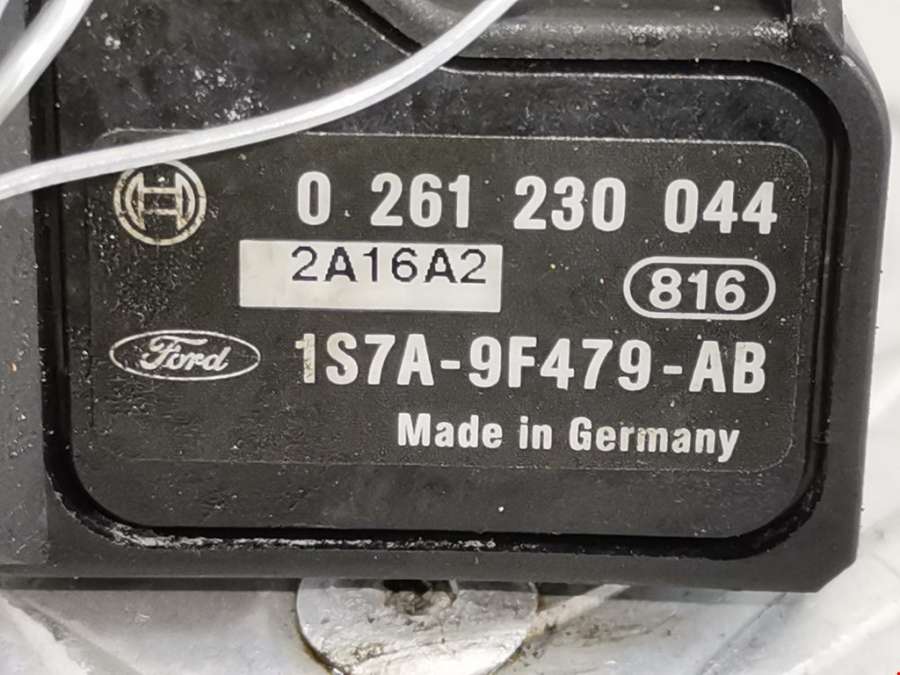 0 261 230 044
2A16A2
816
Ford
1S7A-9F479-AB
Made in Germany